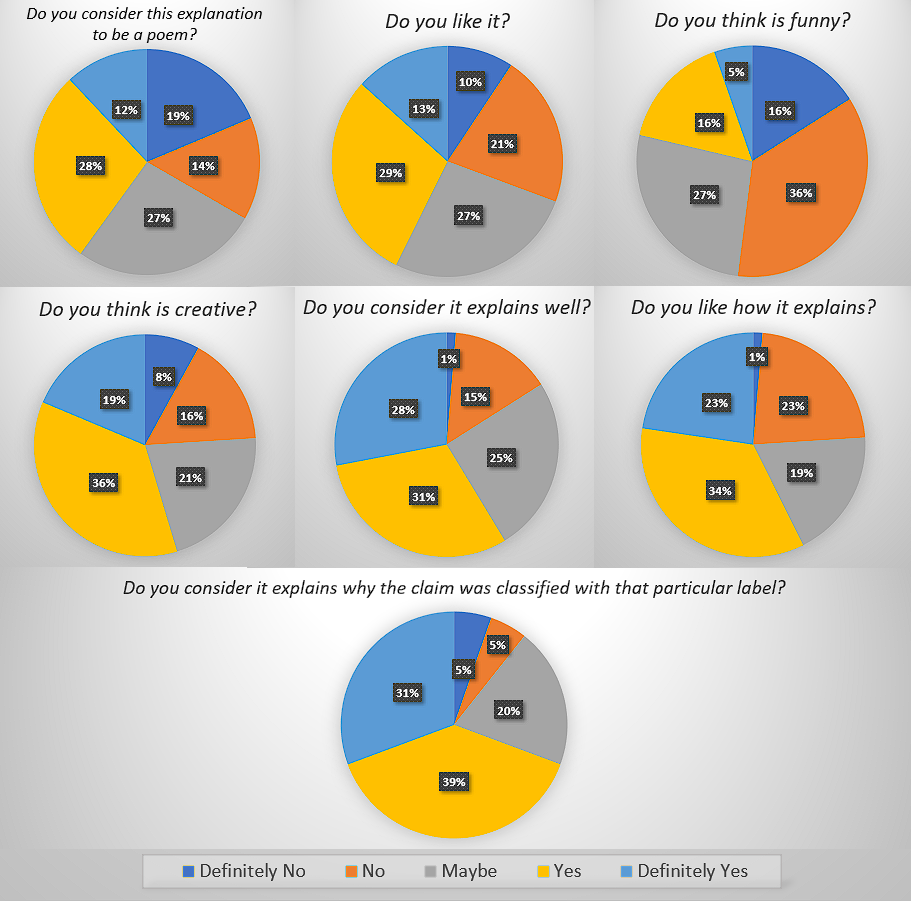 Do you consider this explanation
to be a poem?
19%
14%
27%
28%
12%
Do you like it?
10%
21%
27%
29%
13%
Do you think is funny?
16%
36%
27%
16%
5%
Do you think is creative?
8%
16%
21%
36%
19%
Do you consider it explains well?
1%
15%
25%
31%
28%
Do you like how it explains?
1%
23%
19%
34%
23%
Do you consider it explains why the claim was classified with that particular label?
5%
5%
20%
39%
31%
Definitely No
No
Maybe
Yes
Definitely Yes